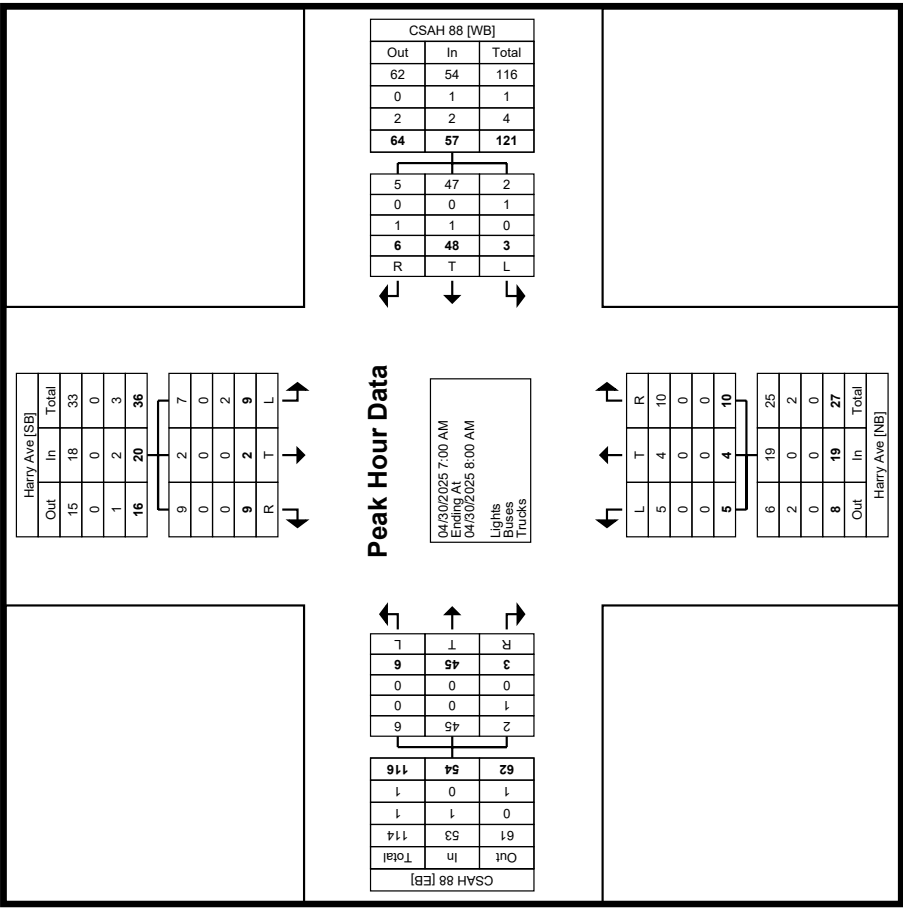 CSAH 88 [WB]
Out In Total
62 54 116
0 1 1
2 2 4
64 57 121
5 47 2
0 0 1
1 1 0
6 48 3
R T L
Harry Ave [SB]
Out In Total
15 18 33
0 0 0
1 2 3
16 20 36
9 2 7
0 0 0
0 0 2
9 2 9
R T L
Peak Hour Data
04/30/2025 7:00 AM
Ending At
04/30/2025 8:00 AM
Lights
Buses
Trucks
L T R
5 4 10
0 0 0
0 0 0
5 4 10
6 19 25
2 0 2
0 0 0
8 19 27
Out In Total
Harry Ave [NB]
L T R
6 45 3
0 0 0
0 0 1
6 45 2
116 54 62
1 0 1
1 1 0
114 53 61
Total In Out
CSAH 88 [EB]